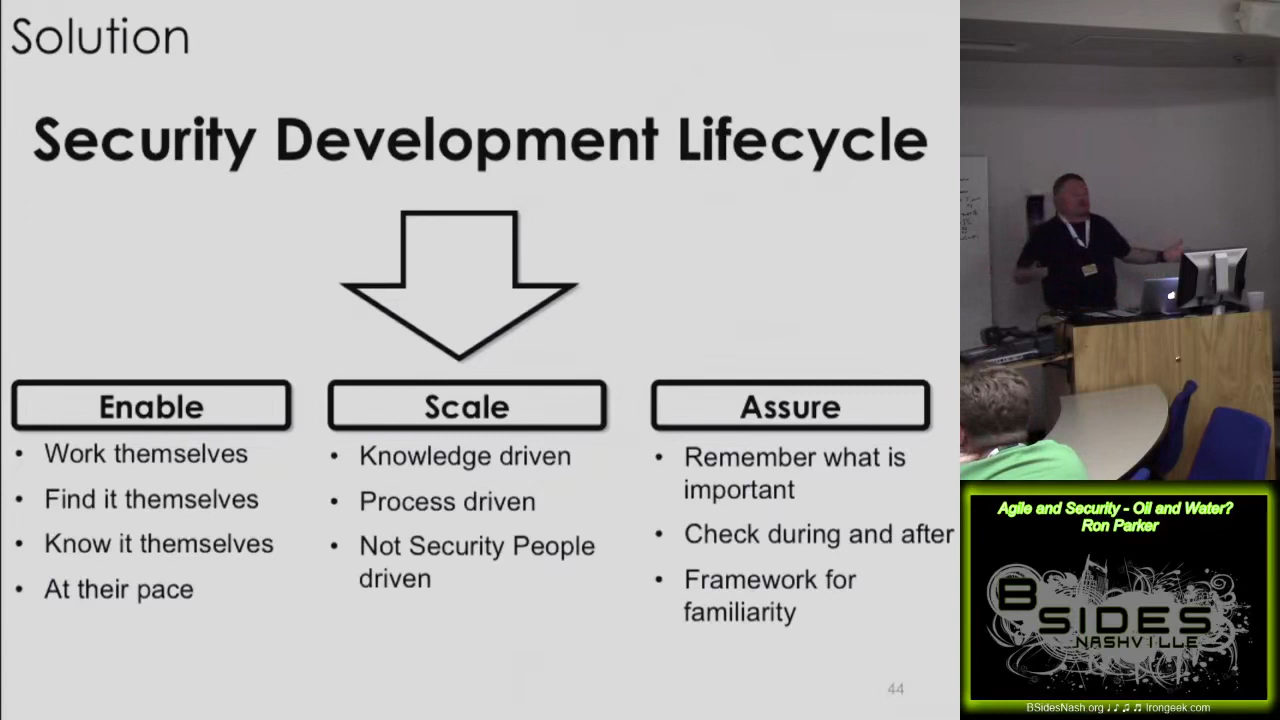 Solution
Security Development Lifecycle
Enable
• Work themselves
• Find it themselves
• Know it themselves
• At their pace
Scale
• Knowledge driven
• Process driven
• Not Security People
driven
Assure
• Remember what is
important
• Check during and after
• Framework for
familiarity
44
Agile and Security - Oil and Water?
Ron Parker
BSIDES
NASHVILLE
BSidesNash.org ♩♪♫♬ Irongeek.com